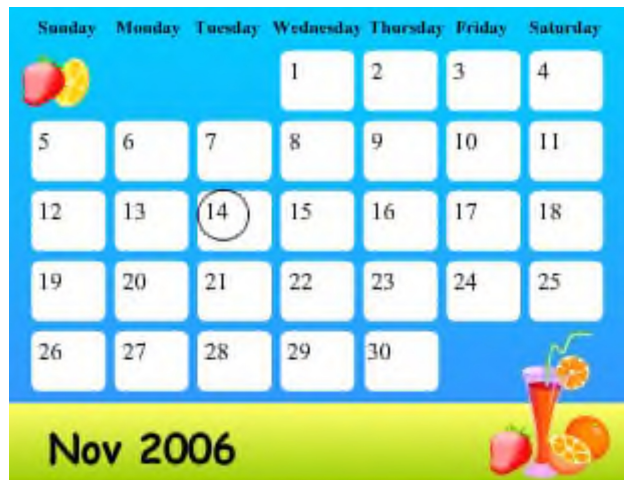 Sunday Monday Tuesday Wednesday Thursday Friday Saturday
1 2 3 4
5 6 7 8 9 10 11
12 13 14 15 16 17 18
19 20 21 22 23 24 25
26 27 28 29 30
Nov 2006